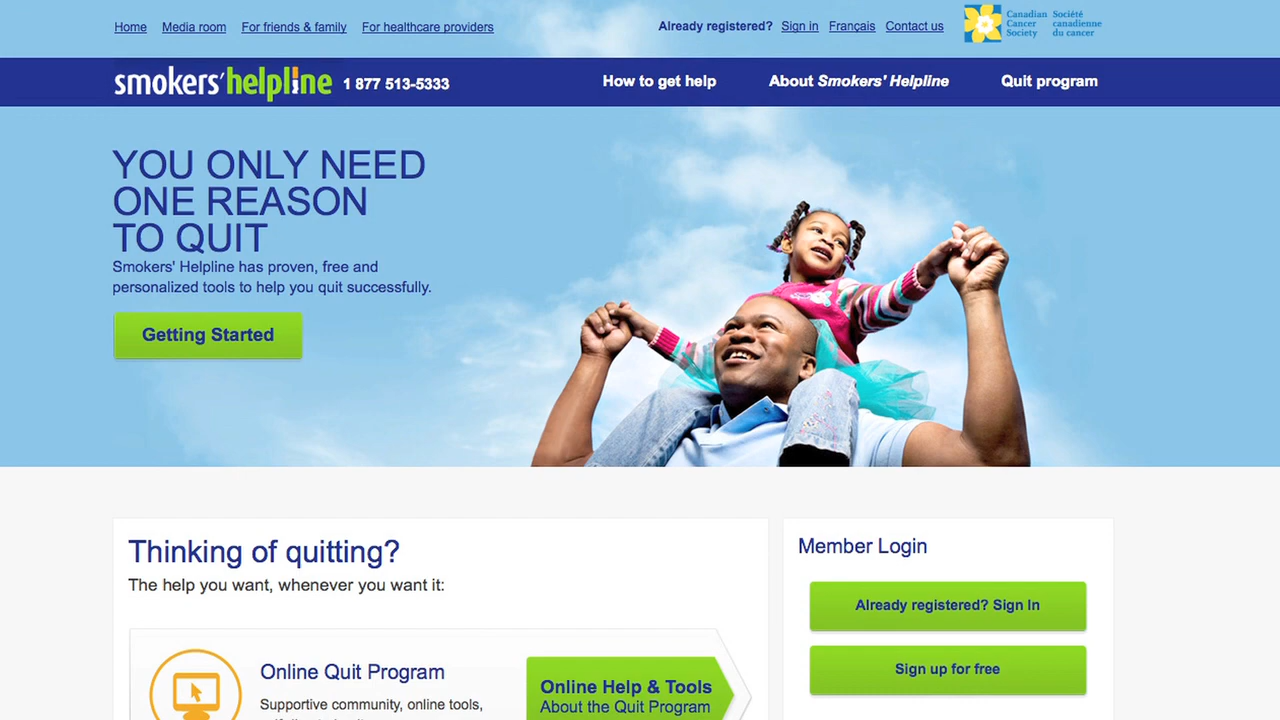 Home Media room For friends & family For healthcare providers
Already registered? Sign in Français Contact us
Canadian Cancer Society
Société canadienne du cancer
smokers' helpline 1 877 513-5333
How to get help About Smokers' Helpline Quit program
YOU ONLY NEED
ONE REASON
TO QUIT
Smokers' Helpline has proven, free and
personalized tools to help you quit successfully.
Getting Started
Thinking of quitting?
The help you want, whenever you want it:
Online Quit Program
Supportive community, online tools,
Online Help & Tools
About the Quit Program
Member Login
Already registered? Sign In
Sign up for free